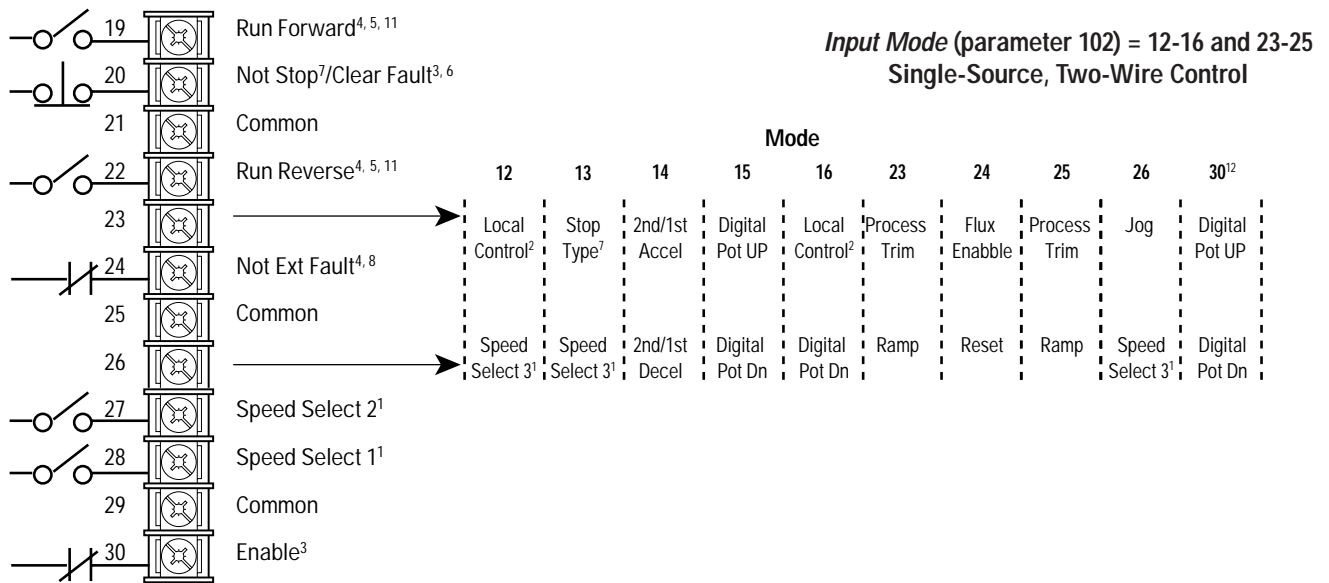 Input Mode (parameter 102) = 12-16 and 23-25
Single-Source, Two-Wire Control
19 Run Forward4, 5, 11
20 Not Stop7/Clear Fault3, 6
21 Common
22 Run Reverse4, 5, 11
23
24 Not Ext Fault4, 8
25 Common
26
27 Speed Select 21
28 Speed Select 11
29 Common
30 Enable3
Mode
12 13 14 15 16 23 24 25 26 3012
Local Stop 2nd/1st Digital Local Process Flux Process Jog Digital
Control2 Type7 Accel Pot UP Control2 Trim Enabble Trim Pot UP
Speed Speed 2nd/1st Digital Digital Ramp Reset Ramp Speed Digital
Select 31 Select 31 Decel Pot Dn Pot Dn Select 31 Pot Dn